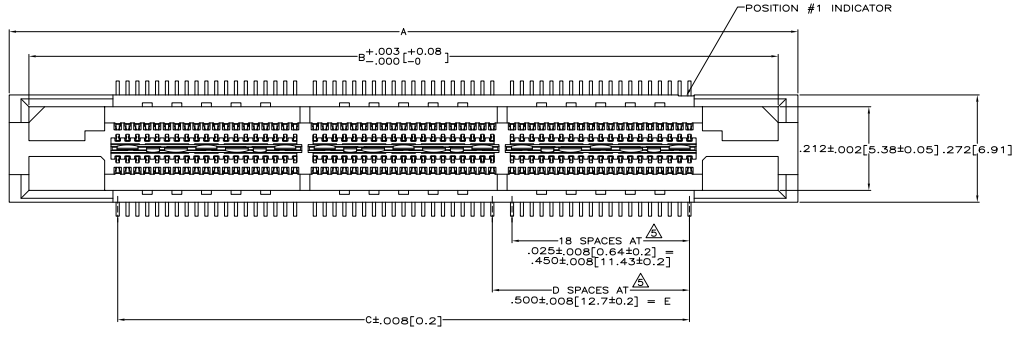 POSITION #1 INDICATOR
A
B+.003[+0.08]
-.000[-0]
.212±.002[5.38±0.05]
.272[6.91]
18 SPACES AT 5
.025±.008[0.64±0.2] =
.450±.008[11.43±0.2]
D SPACES AT 5
.500±.008[12.7±0.2] = E
C±.008[0.2]